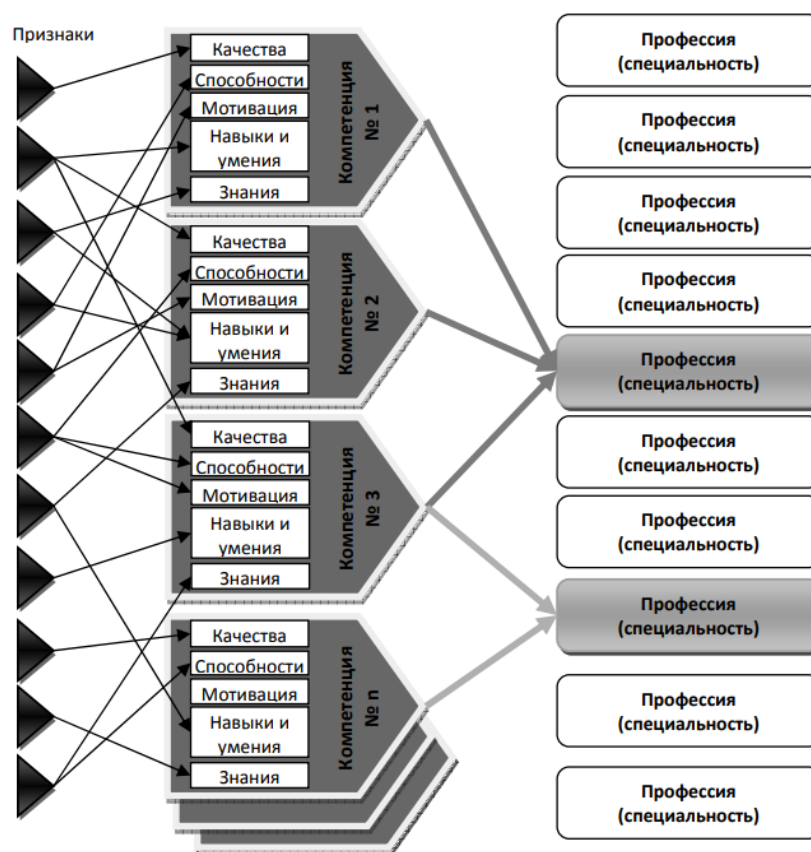 Признаки
Качества
Способности
Мотивация
Навыки и
умения
Знания
Компетенция
№ 1
Качества
Способности
Мотивация
Навыки и
умения
Знания
Компетенция
№ 2
Качества
Способности
Мотивация
Навыки и
умения
Знания
Компетенция
№ 3
Качества
Способности
Мотивация
Навыки и
умения
Знания
Компетенция
№ n
Профессия
(специальность)
Профессия
(специальность)
Профессия
(специальность)
Профессия
(специальность)
Профессия
(специальность)
Профессия
(специальность)
Профессия
(специальность)
Профессия
(специальность)
Профессия
(специальность)
Профессия
(специальность)